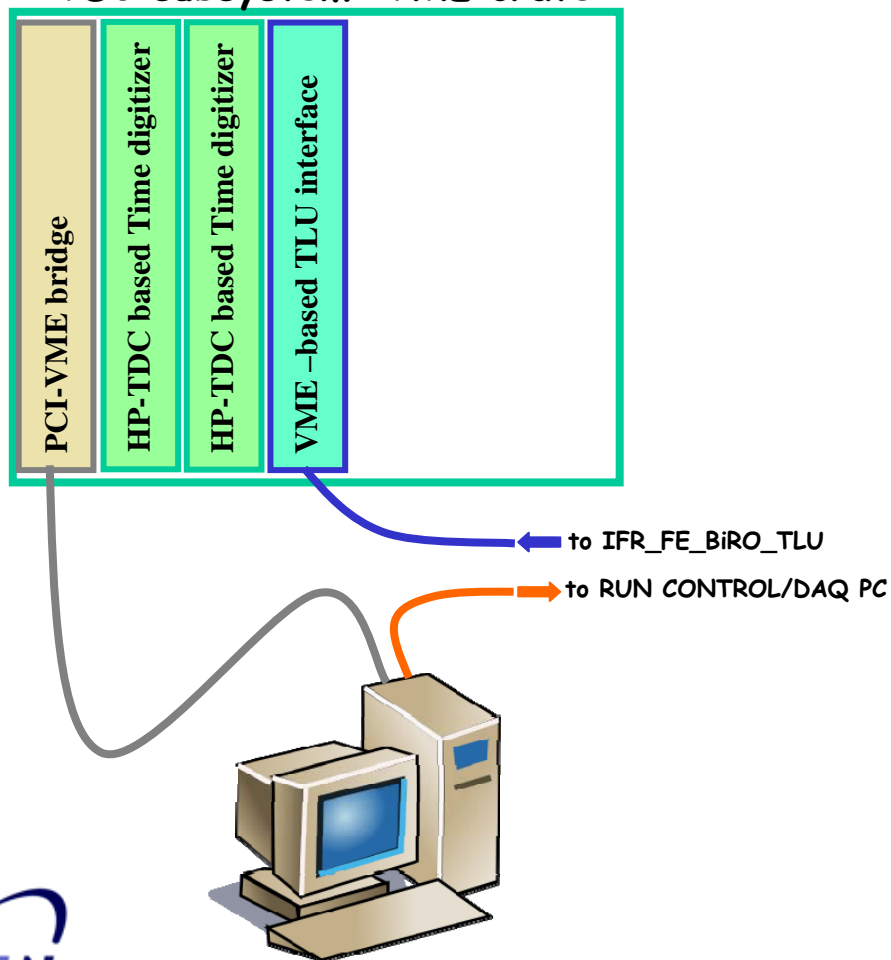 PCI-VME bridge
HP-TDC based Time digitizer
HP-TDC based Time digitizer
VME –based TLU interface
to IFR_FE_BiRO_TLU
to RUN CONTROL/DAQ PC